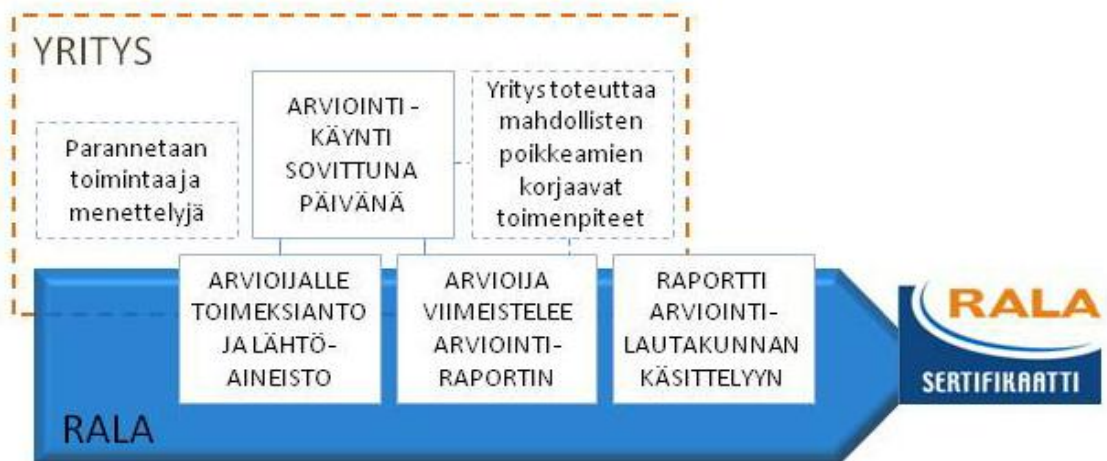 YRITYS
Parannetaan
toimintaa ja
menettelyjä
ARVIOINTI -
KÄYNTI
SOVITTUNA
PÄIVÄNÄ
Yritys toteuttaa
mahdollisten
poikkeamien
korjaavat
toimenpiteet
ARVIOIJALLE
TOIMEKSIANTO
JA LÄHTÖ-
AINEISTO
ARVIOIJA
VIIMEISTELEE
ARVIOINTI-
RAPORTIN
RAPORTTI
ARVIOINTI-
LAUTAKUNNAN
KÄSITTELYYN
RALA
RALA
SERTIFIKAATTI